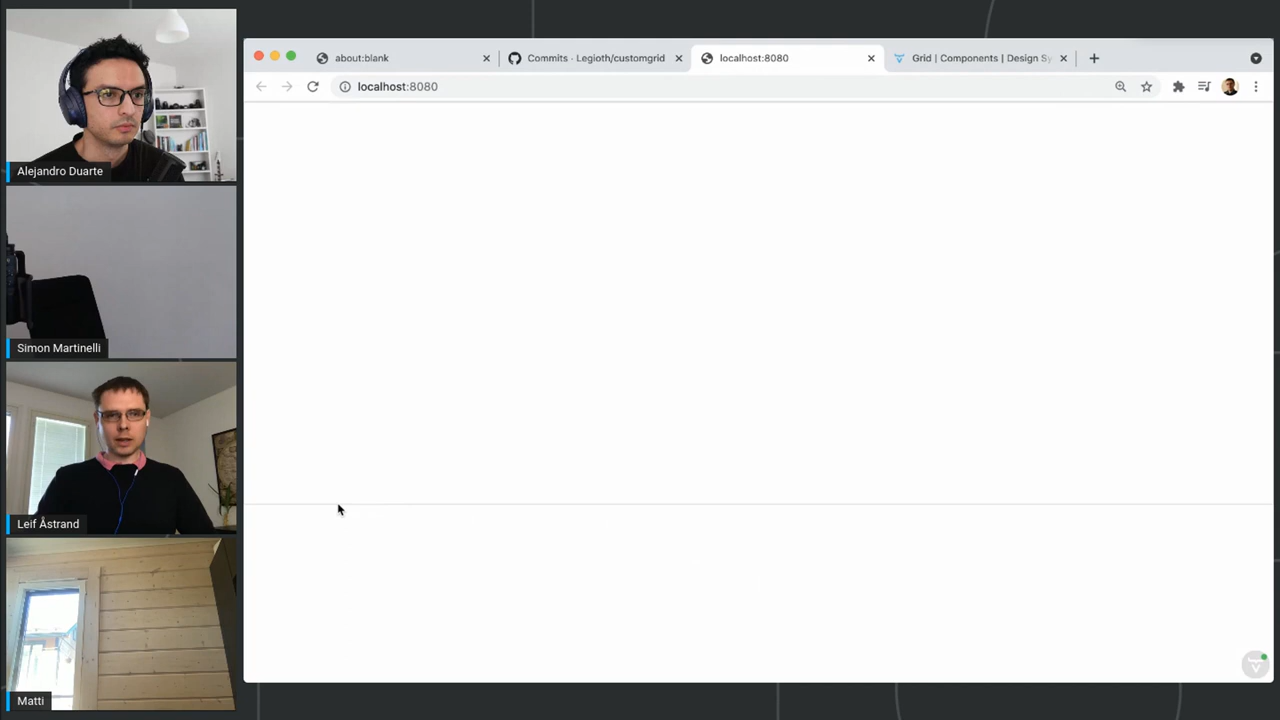 Alejandro Duarte
Simon Martinelli
Leif Åstrand
Matti
about:blank
Commits · Legioth/customgrid
localhost:8080
Grid | Components | Design Sy
localhost:8080